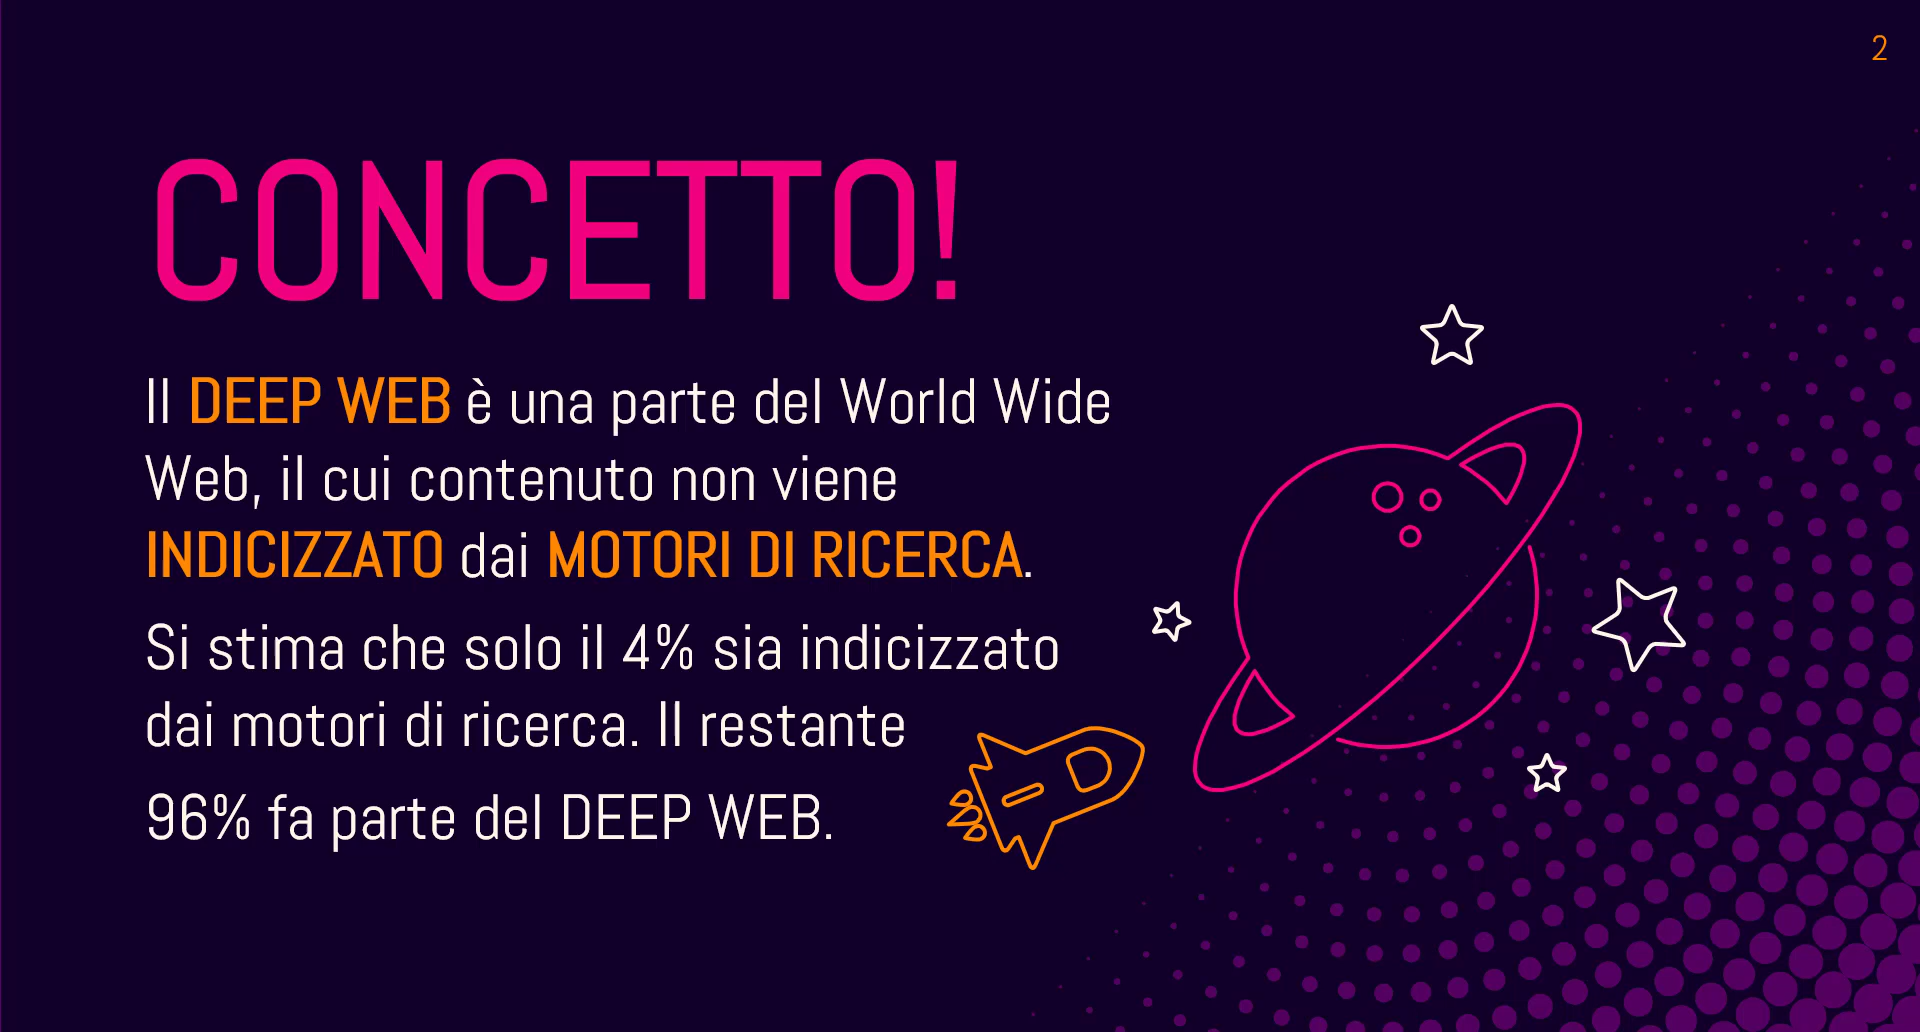 2
CONCETTO!
Il DEEP WEB è una parte del World Wide
Web, il cui contenuto non viene
INDICIZZATO dai MOTORI DI RICERCA.
Si stima che solo il 4% sia indicizzato
dai motori di ricerca. Il restante
96% fa parte del DEEP WEB.